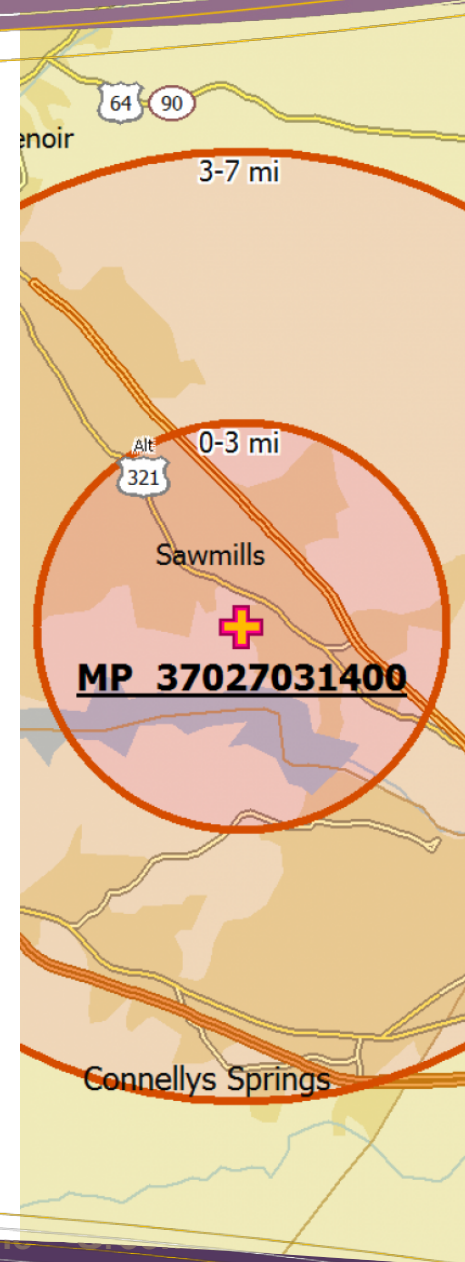 64 90
enoir
3-7 mi
0-3 mi
Alt
321
Sawmills
MP 37027031400
Connellys Springs